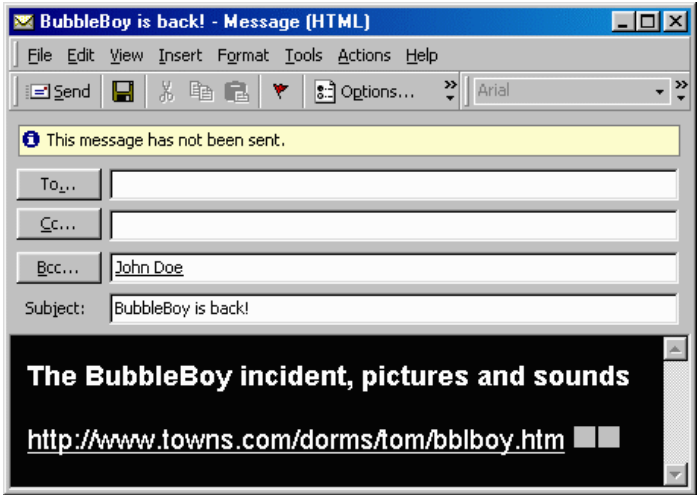 BubbleBoy is back! - Message (HTML)
File Edit View Insert Format Tools Actions Help
Send Options... » Arial »
This message has not been sent.
To...
Cc...
Bcc... John Doe
Subject: BubbleBoy is back!
The BubbleBoy incident, pictures and sounds
http://www.towns.com/dorms/tom/bblboy.htm